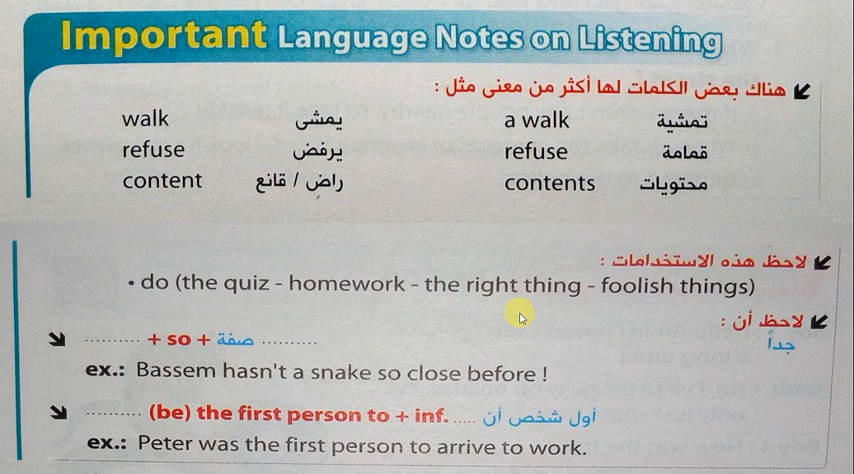 Important Language Notes on Listening
هناك بعض الكلمات لها أكثر من معنى مثل :
walk يمشى a walk تمشية
refuse يرفض refuse قمامة
content راضٍ / قانع contents محتويات
لاحظ هذه الاستخدامات :
• do (the quiz - homework - the right thing - foolish things)
لاحظ أن :
.......... + so + صفة .......... جداً
ex.: Bassem hasn't a snake so close before !
.......... (be) the first person to + inf. ..... أول شخص أن
ex.: Peter was the first person to arrive to work.